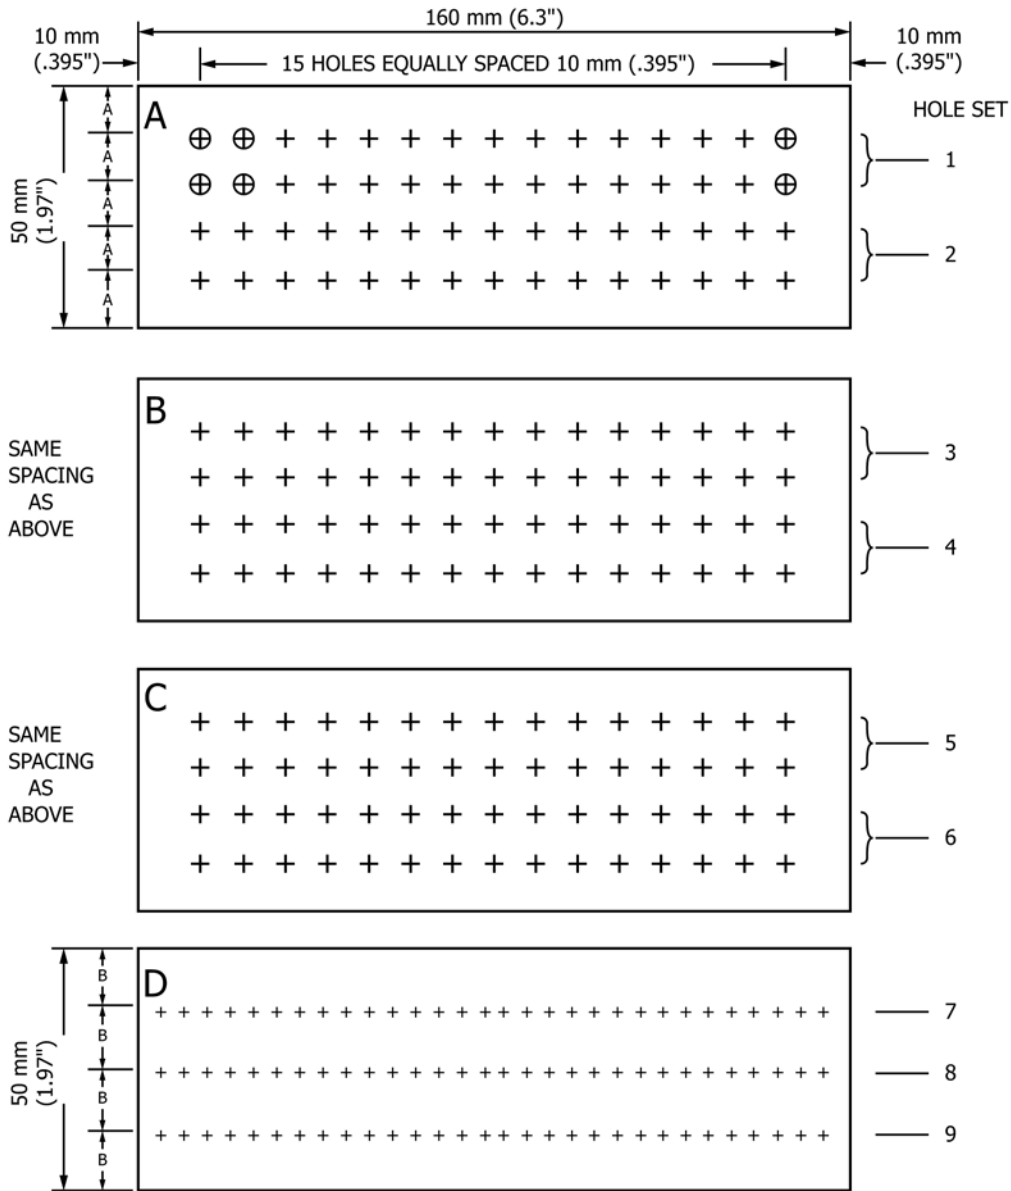 160 mm (6.3")
10 mm
(.395")
10 mm
(.395")
15 HOLES EQUALLY SPACED 10 mm (.395")
HOLE SET
A
A
A
A
A
A
50 mm
(1.97")
1
2
B
SAME
SPACING
AS
ABOVE
3
4
C
SAME
SPACING
AS
ABOVE
5
6
D
B
B
B
B
50 mm
(1.97")
7
8
9